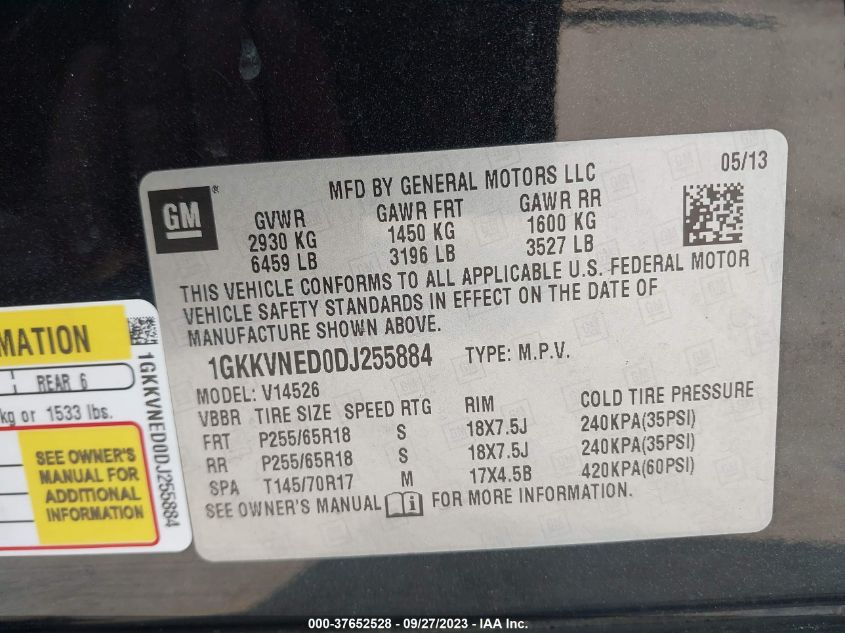 MFD BY GENERAL MOTORS LLC 05/13
GM®
GVWR GAWR FRT GAWR RR
2930 KG 1450 KG 1600 KG
6459 LB 3196 LB 3527 LB
THIS VEHICLE CONFORMS TO ALL APPLICABLE U.S. FEDERAL MOTOR
VEHICLE SAFETY STANDARDS IN EFFECT ON THE DATE OF
MANUFACTURE SHOWN ABOVE.
1GKKVNED0DJ255884 TYPE: M.P.V.
MODEL: V14526
VBBR TIRE SIZE SPEED RTG RIM COLD TIRE PRESSURE
FRT P255/65R18 S 18X7.5J 240KPA(35PSI)
RR P255/65R18 S 18X7.5J 240KPA(35PSI)
SPA T145/70R17 M 17X4.5B 420KPA(60PSI)
SEE OWNER'S MANUAL FOR MORE INFORMATION.
MATION
REAR 6
kg or 1533 lbs.
SEE OWNER'S
MANUAL FOR
ADDITIONAL
INFORMATION
1GKKVNED0DJ255884
000-37652528 - 09/27/2023 - IAA Inc.